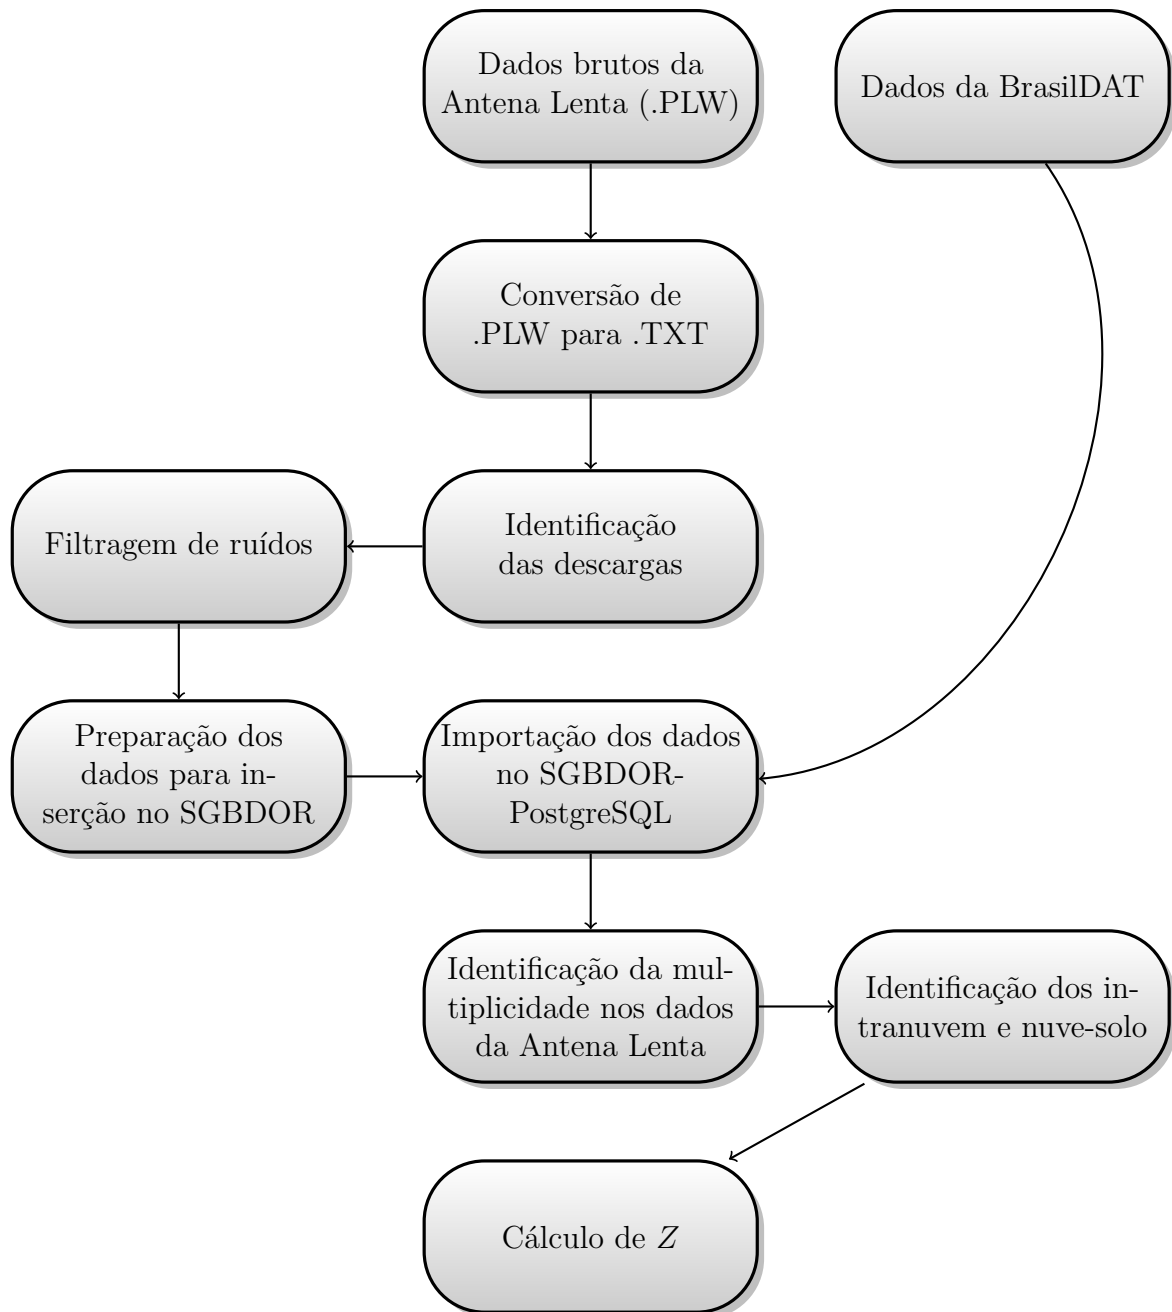 Dados brutos da
Antena Lenta (.PLW)
Dados da BrasilDAT
Conversão de
.PLW para .TXT
Filtragem de ruídos
Identificação
das descargas
Preparação dos
dados para in-
serção no SGBDOR
Importação dos dados
no SGBDOR-
PostgreSQL
Identificação da mul-
tiplicidade nos dados
da Antena Lenta
Identificação dos in-
tranuvem e nuve-solo
Cálculo de Z